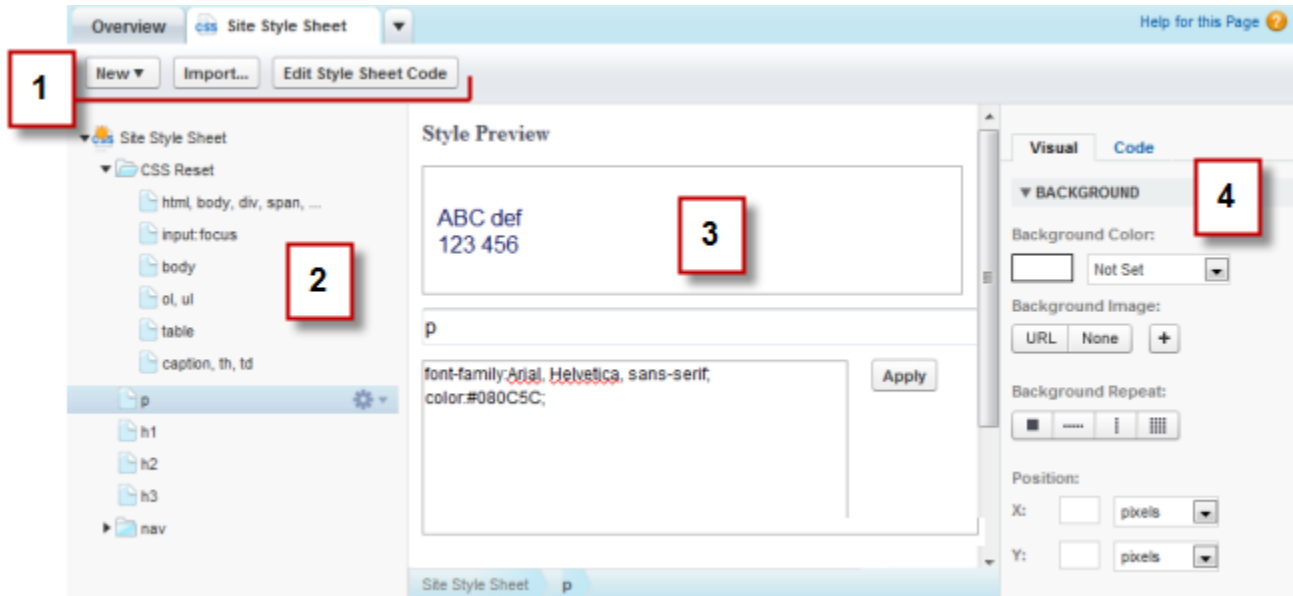 Overview
css Site Style Sheet
Help for this Page ?
1
New
Import...
Edit Style Sheet Code
css Site Style Sheet
CSS Reset
html, body, div, span, ...
input:focus
body
ol, ul
table
caption, th, td
p
h1
h2
h3
nav
2
Style Preview
ABC def
123 456
3
p
font-family:Arial, Helvetica, sans-serif;
color:#080C5C;
Apply
Site Style Sheet p
Visual Code
BACKGROUND
4
Background Color:
Not Set
Background Image:
URL None +
Background Repeat:
Position:
X: pixels
Y: pixels